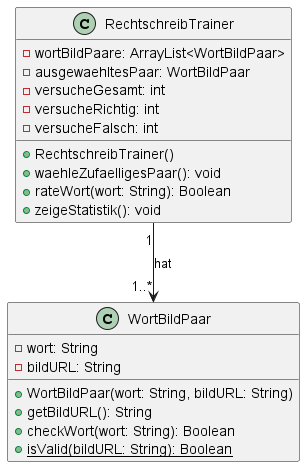 C RechtschreibTrainer
wortBildPaare: ArrayList<WortBildPaar>
ausgewaehltesPaar: WortBildPaar
versucheGesamt: int
versucheRichtig: int
versucheFalsch: int
RechtschreibTrainer()
waehleZufaelligesPaar(): void
rateWort(wort: String): Boolean
zeigeStatistik(): void
1
hat
1..*
C WortBildPaar
wort: String
bildURL: String
WortBildPaar(wort: String, bildURL: String)
getBildURL(): String
checkWort(wort: String): Boolean
isValid(bildURL: String): Boolean